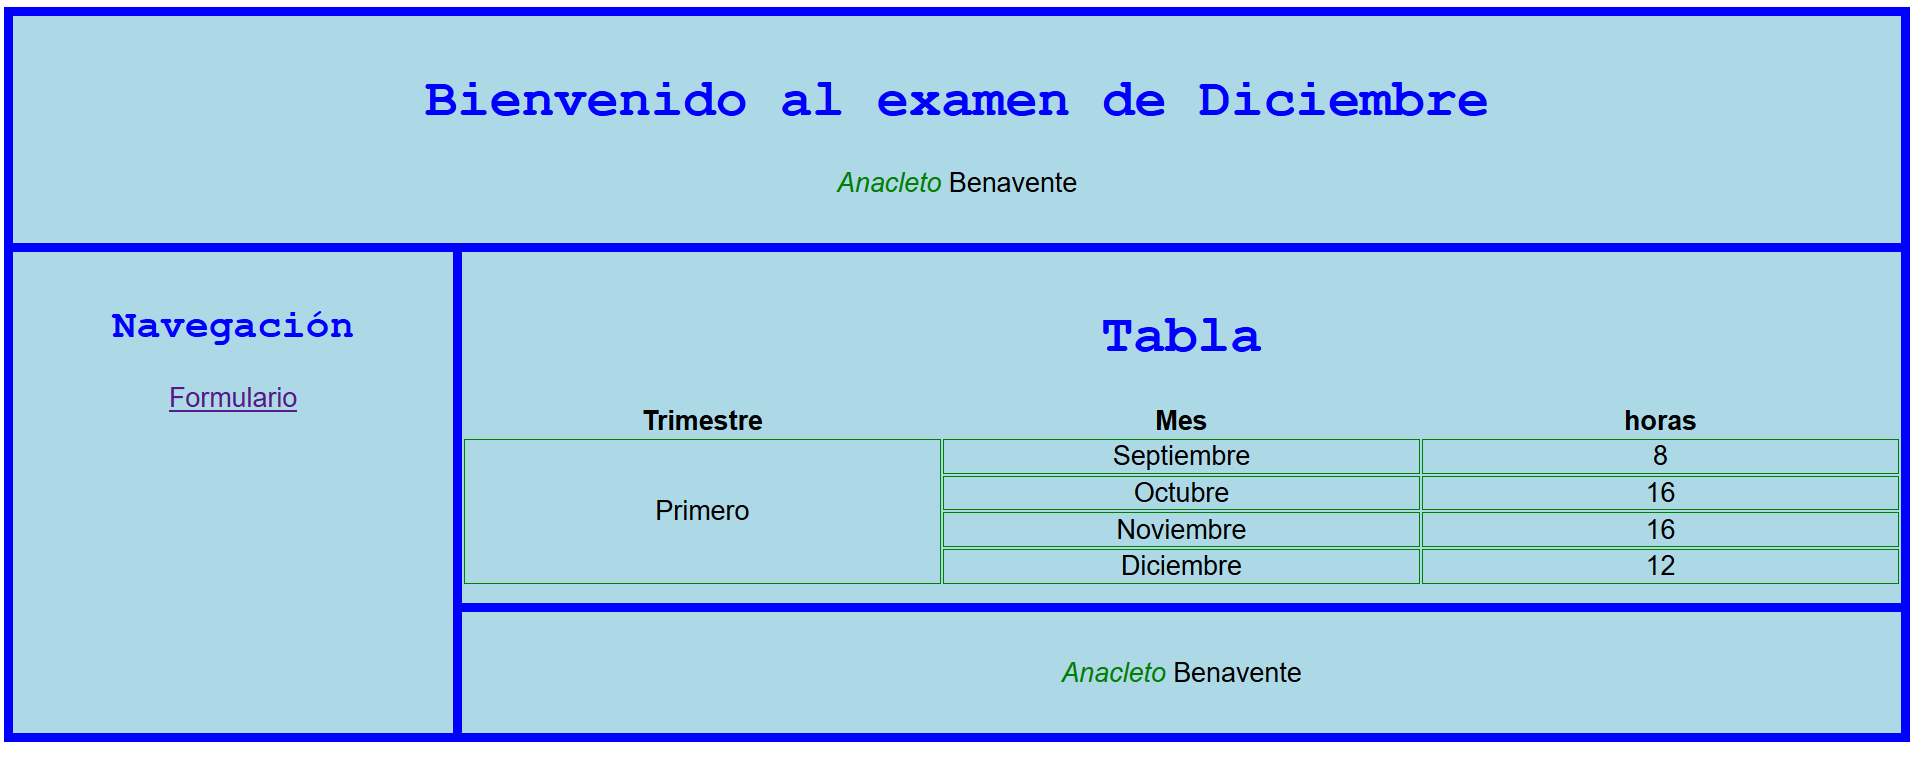 Bienvenido al examen de Diciembre
Anacleto Benavente
Navegación
Formulario
Tabla
Trimestre Mes horas
Primero
Septiembre 8
Octubre 16
Noviembre 16
Diciembre 12
Anacleto Benavente